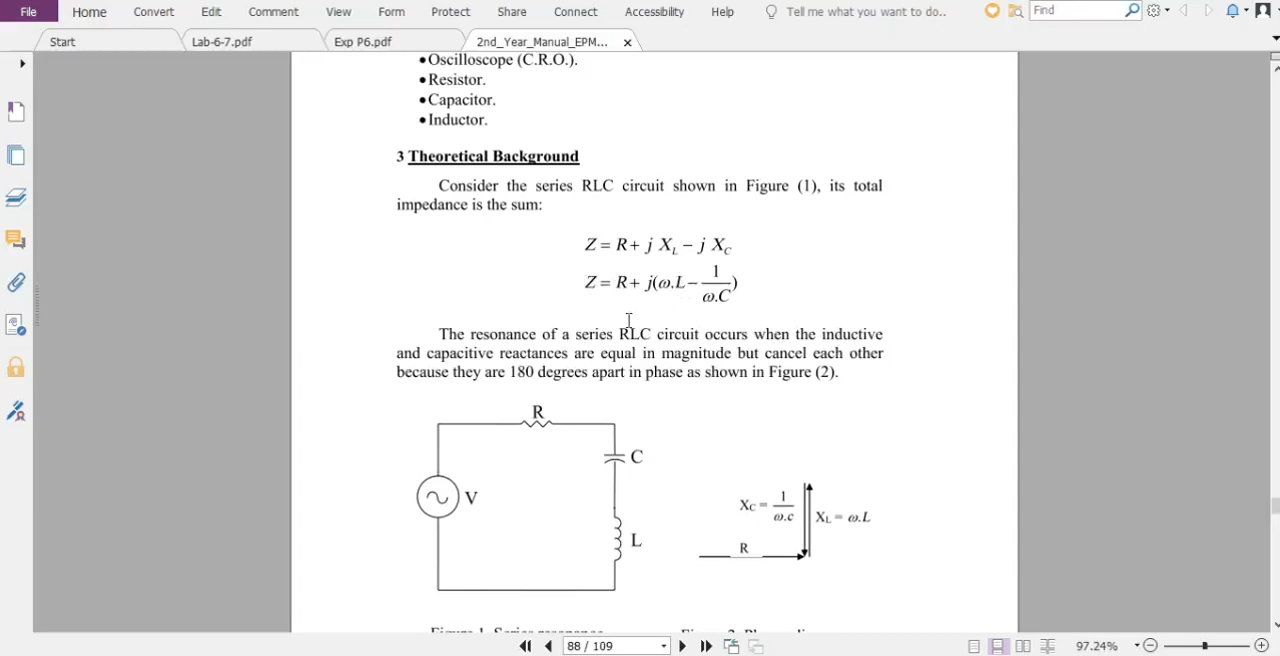 File Home Convert Edit Comment View Form Protect Share Connect Accessibility Help Tell me what you want to do.. Find
Start Lab-6-7.pdf Exp P6.pdf 2nd_Year_Manual_EPM...
•Oscilloscope (C.R.O.).
•Resistor.
•Capacitor.
•Inductor.
3 Theoretical Background
Consider the series RLC circuit shown in Figure (1), its total
impedance is the sum:
Z = R + j X_L − j X_C
Z = R + j(ω.L − 1/ω.C)
The resonance of a series RLC circuit occurs when the inductive
and capacitive reactances are equal in magnitude but cancel each other
because they are 180 degrees apart in phase as shown in Figure (2).
R
C
V
L
X_C = 1/ω.c
X_L = ω.L
R
88 / 109
97.24%